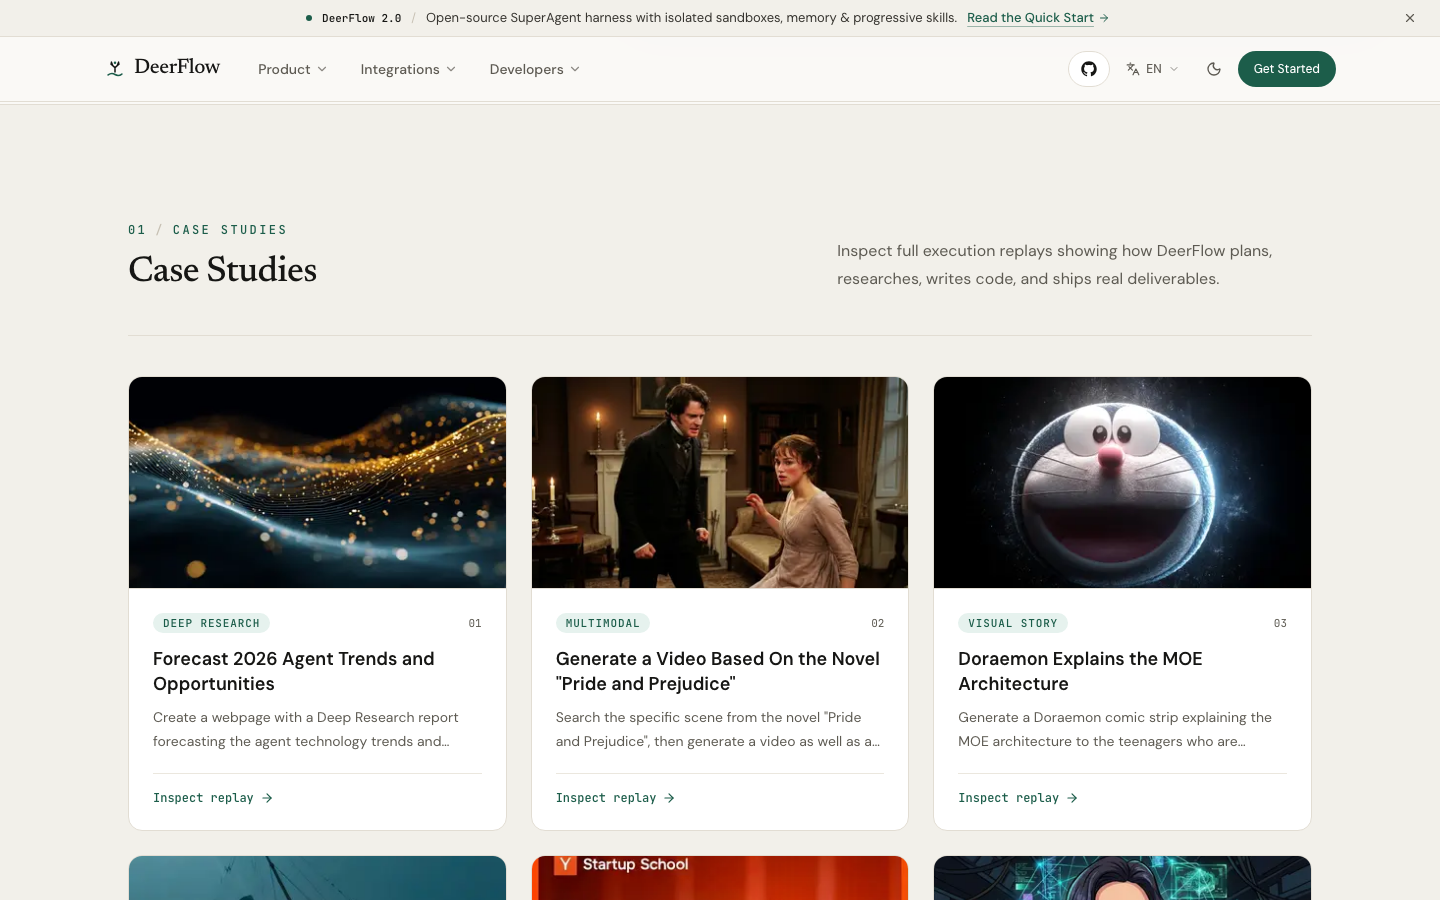 DeerFlow 2.0 / Open-source SuperAgent harness with isolated sandboxes, memory & progressive skills. Read the Quick Start →
DeerFlow Product Integrations Developers EN Get Started
01 / CASE STUDIES
Case Studies
Inspect full execution replays showing how DeerFlow plans,
researches, writes code, and ships real deliverables.
DEEP RESEARCH 01
Forecast 2026 Agent Trends and
Opportunities
Create a webpage with a Deep Research report
forecasting the agent technology trends and…
Inspect replay →
MULTIMODAL 02
Generate a Video Based On the Novel
"Pride and Prejudice"
Search the specific scene from the novel "Pride
and Prejudice", then generate a video as well as a…
Inspect replay →
VISUAL STORY 03
Doraemon Explains the MOE
Architecture
Generate a Doraemon comic strip explaining the
MOE architecture to the teenagers who are…
Inspect replay →
Y Startup School